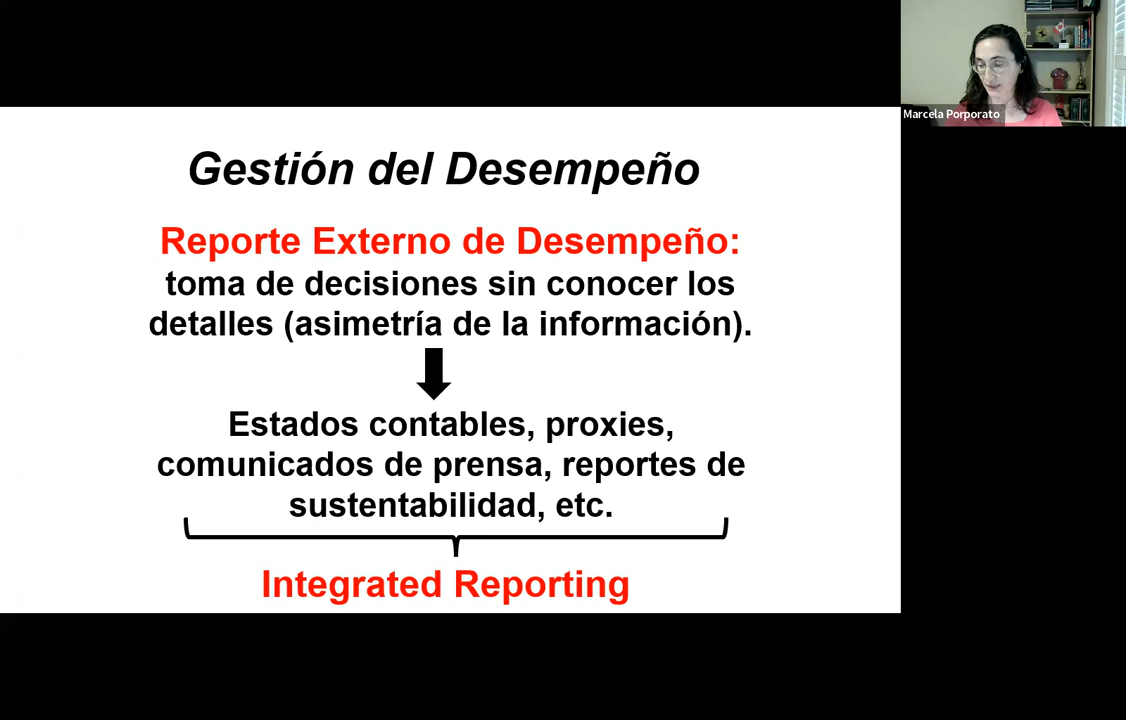 Marcela Porporato
Gestión del Desempeño
Reporte Externo de Desempeño:
toma de decisiones sin conocer los
detalles (asimetría de la información).
Estados contables, proxies,
comunicados de prensa, reportes de
sustentabilidad, etc.
Integrated Reporting